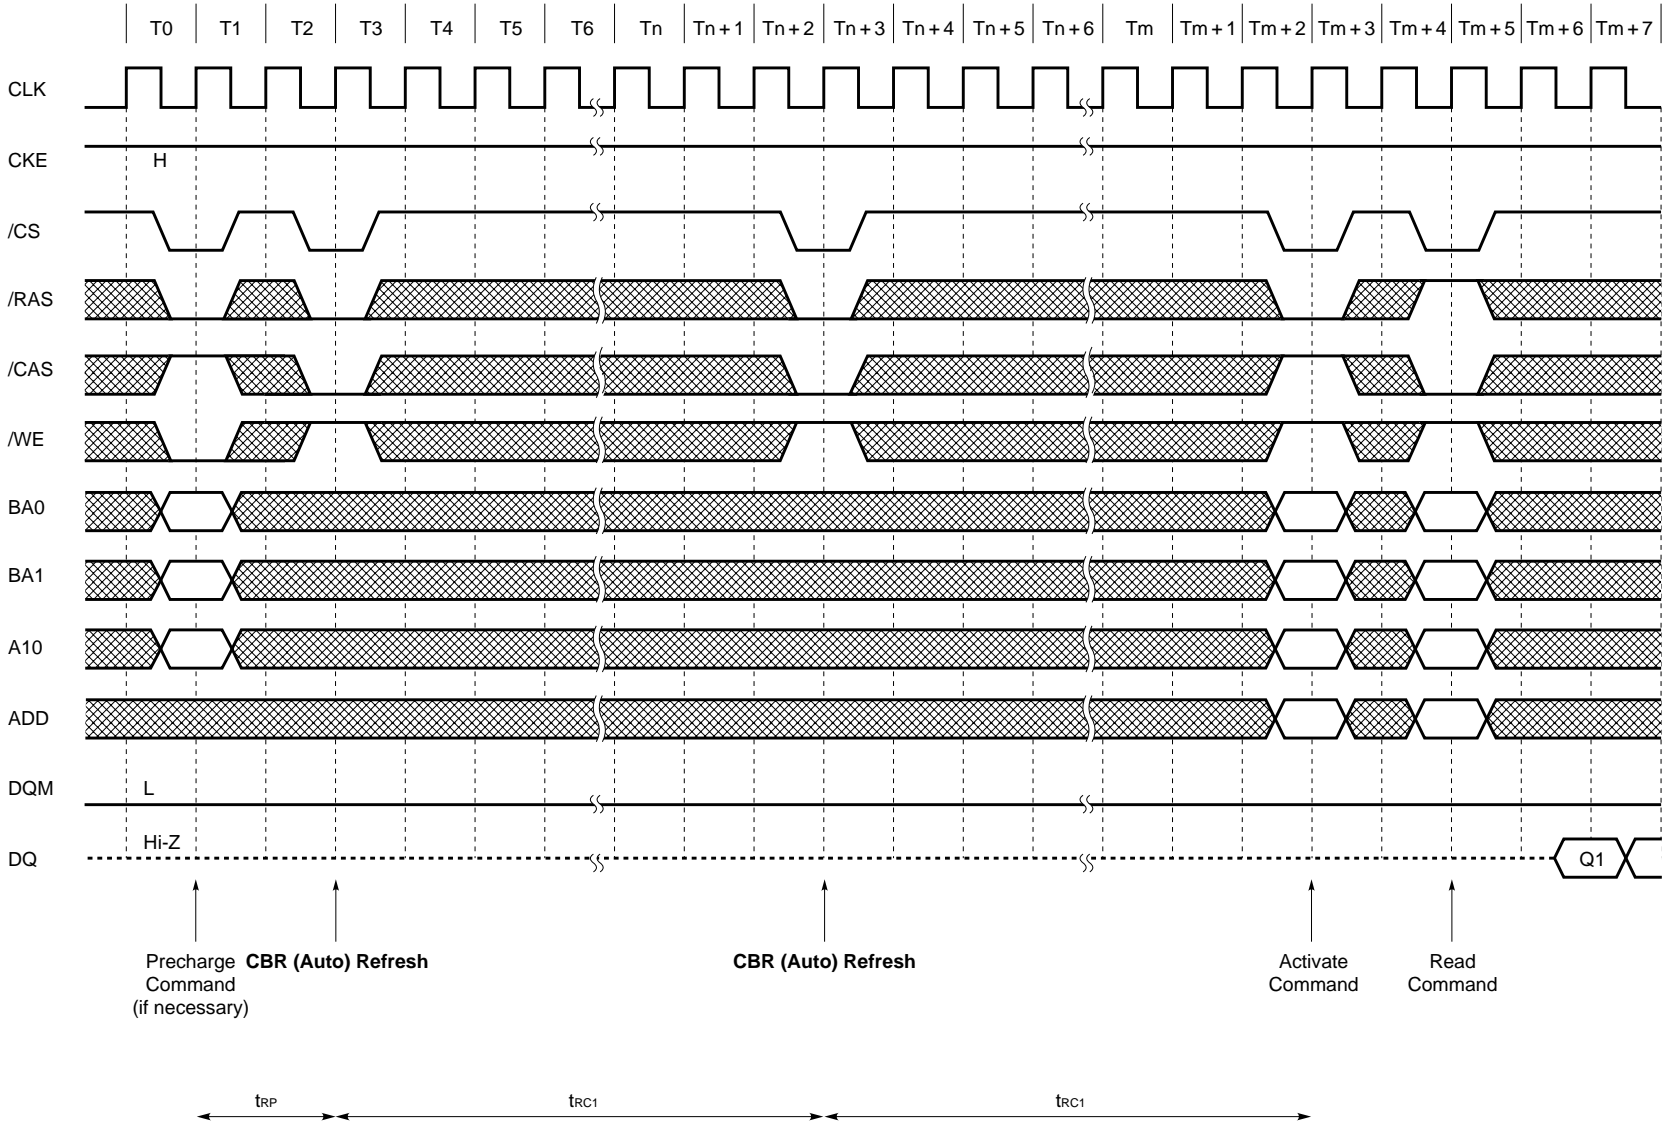 T0 T1 T2 T3 T4 T5 T6 Tn Tn + 1 Tn + 2 Tn + 3 Tn + 4 Tn + 5 Tn + 6 Tm Tm + 1 Tm + 2 Tm + 3 Tm + 4 Tm + 5 Tm + 6 Tm + 7
CLK
CKE H
/CS
/RAS
/CAS
/WE
BA0
BA1
A10
ADD
DQM L
Hi-Z
DQ Q1
Precharge
Command
(if necessary)
CBR (Auto) Refresh
CBR (Auto) Refresh
Activate
Command
Read
Command
tRP tRC1 tRC1